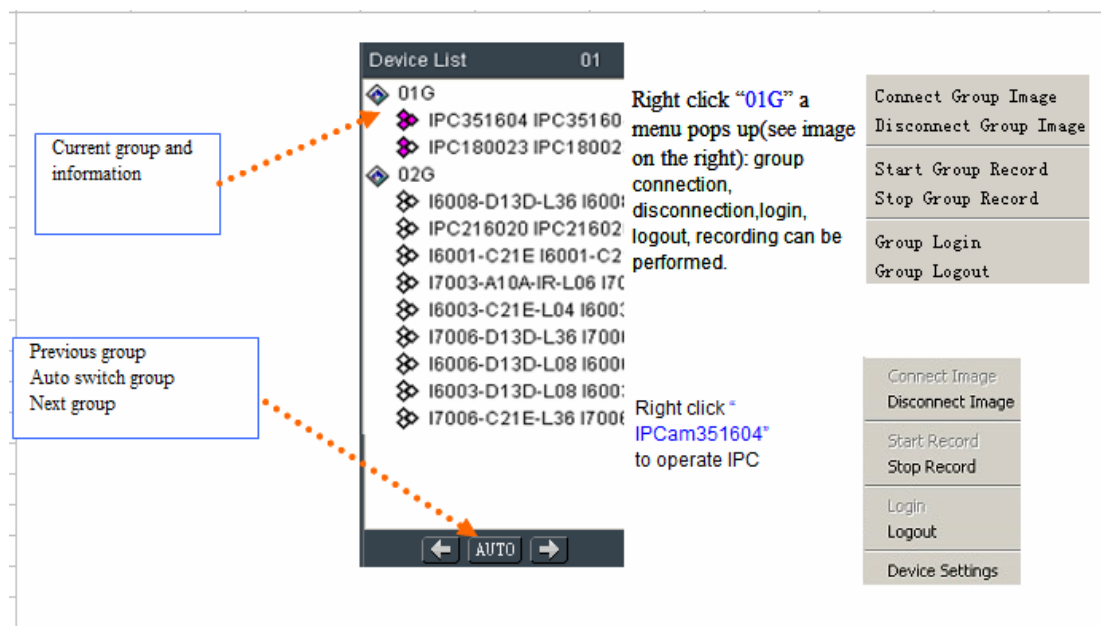 Device List 01
01G
IPC351604 IPC35160
IPC180023 IPC18002
02G
I6008-D13D-L36 I600
IPC216020 IPC21602
I6001-C21E I6001-C2
I7003-A10A-IR-L06 I70
I6003-C21E-L04 I6003
I7006-D13D-L36 I700
I6006-D13D-L08 I600
I6003-D13D-L08 I6003
I7006-C21E-L36 I7006
AUTO
Current group and
information
Previous group
Auto switch group
Next group
Right click “01G” a
menu pops up(see image
on the right): group
connection,
disconnection,login,
logout, recording can be
performed.
Connect Group Image
Disconnect Group Image
Start Group Record
Stop Group Record
Group Login
Group Logout
Right click “
IPCam351604”
to operate IPC
Connect Image
Disconnect Image
Start Record
Stop Record
Login
Logout
Device Settings